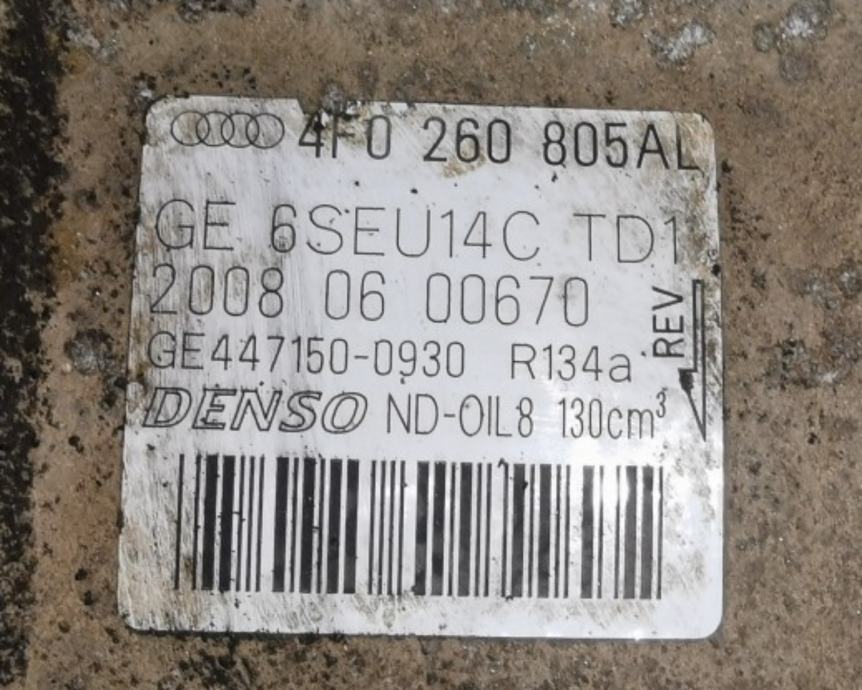 4F0 260 805AL
GE 6SEU14C TD1
2008 06 00670
GE447150-0930 R134a
REV
DENSO ND-OIL8 130cm³